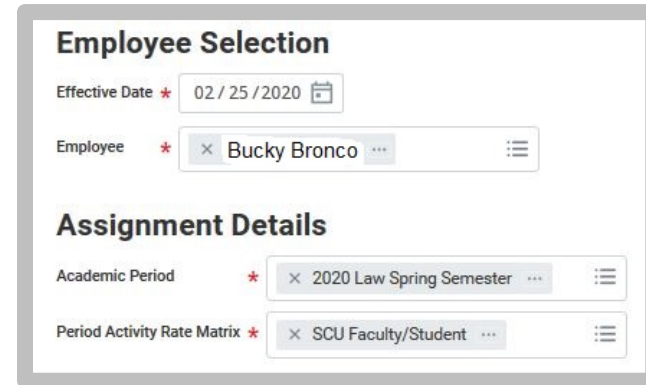 Employee Selection
Effective Date * 02 / 25 / 2020
Employee * × Bucky Bronco ...
Assignment Details
Academic Period * × 2020 Law Spring Semester ...
Period Activity Rate Matrix * × SCU Faculty/Student ...